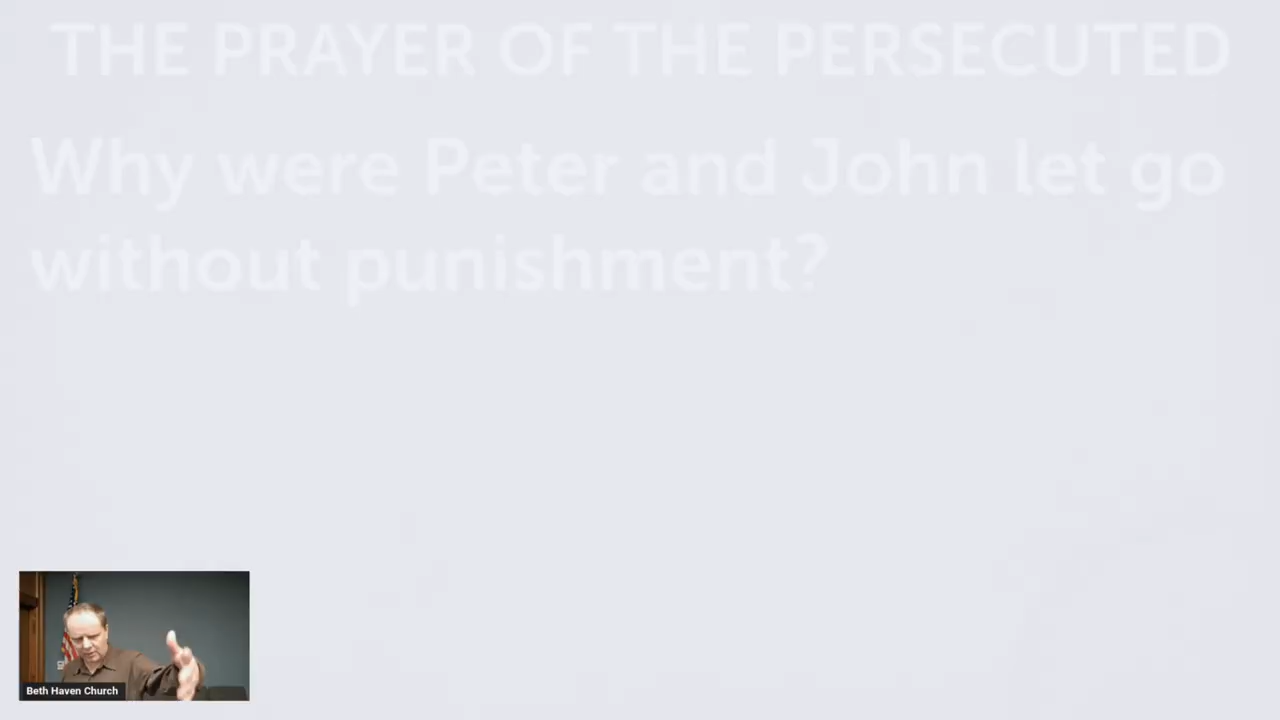 THE PRAYER OF THE PERSECUTED
Why were Peter and John let go
without punishment?
Beth Haven Church